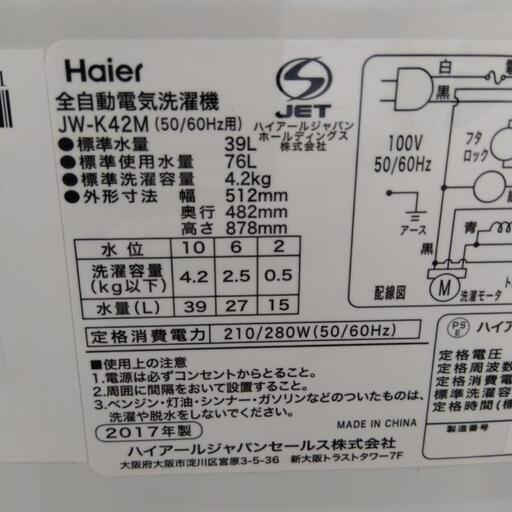 Haier
全自動電気洗濯機
JW-K42M (50/60Hz用)
●標準水量 39L
●標準使用水量 76L
●標準洗濯容量 4.2kg
●外形寸法 幅 512mm
奥行 482mm
高さ 878mm
JET
ハイアールジャパン
ホールディングス
株式会社
水位 10 6 2
洗濯容量(kg以下) 4.2 2.5 0.5
水量(L) 39 27 15
定格消費電力 210/280W(50/60Hz)
■使用上の注意
1.電源は必ずコンセントからとること。
2.周囲に間隔をおいて設置すること。
3.ベンジン・灯油・シンナー・ガソリンなどのついたものは、
洗濯や脱水をしないでください。
MADE IN CHINA
2017年製
ハイアールジャパンセールス株式会社
大阪府大阪市淀川区宮原3-5-36 新大阪トラストタワー7F
白
黒
100V
50/60Hz
フタ
ロック
アース
青
黒
M
洗濯モータ
配線図
PS
E
ハイア
定格電圧
定格周波数
定格消費電
標準洗濯容
定格時間(
製造番号